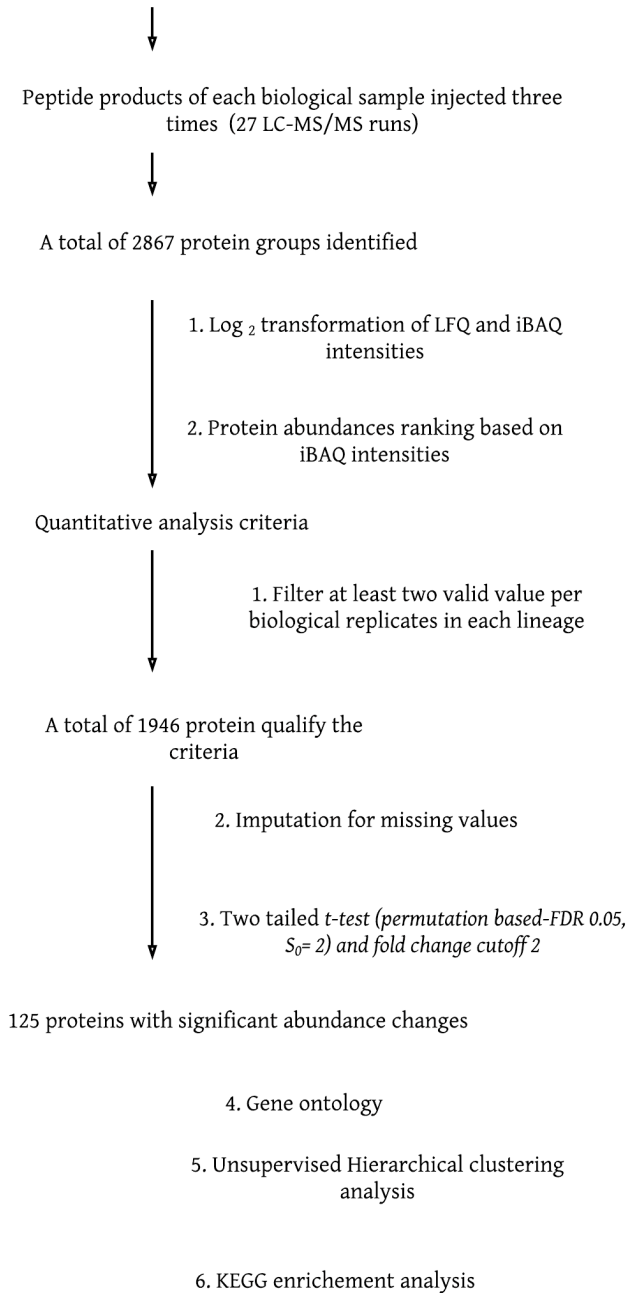 Peptide products of each biological sample injected three
times (27 LC-MS/MS runs)
A total of 2867 protein groups identified
1. Log 2 transformation of LFQ and iBAQ
intensities
2. Protein abundances ranking based on
iBAQ intensities
Quantitative analysis criteria
1. Filter at least two valid value per
biological replicates in each lineage
A total of 1946 protein qualify the
criteria
2. Imputation for missing values
3. Two tailed t-test (permutation based-FDR 0.05,
S0= 2) and fold change cutoff 2
125 proteins with significant abundance changes
4. Gene ontology
5. Unsupervised Hierarchical clustering
analysis
6. KEGG enrichement analysis